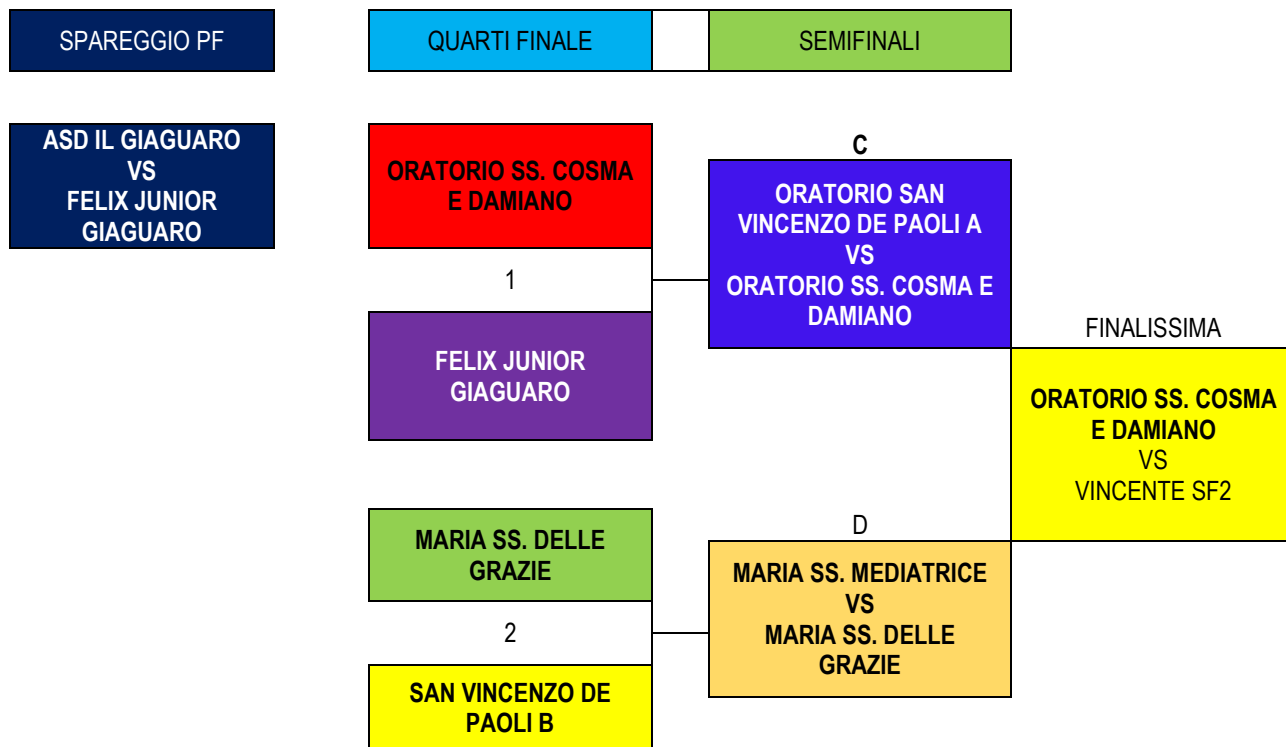 SPAREGGIO PF
QUARTI FINALE
SEMIFINALI
ASD IL GIAGUARO
VS
FELIX JUNIOR
GIAGUARO
ORATORIO SS. COSMA
E DAMIANO
1
FELIX JUNIOR
GIAGUARO
MARIA SS. DELLE
GRAZIE
2
SAN VINCENZO DE
PAOLI B
C
ORATORIO SAN
VINCENZO DE PAOLI A
VS
ORATORIO SS. COSMA E
DAMIANO
D
MARIA SS. MEDIATRICE
VS
MARIA SS. DELLE
GRAZIE
FINALISSIMA
ORATORIO SS. COSMA
E DAMIANO
VS
VINCENTE SF2